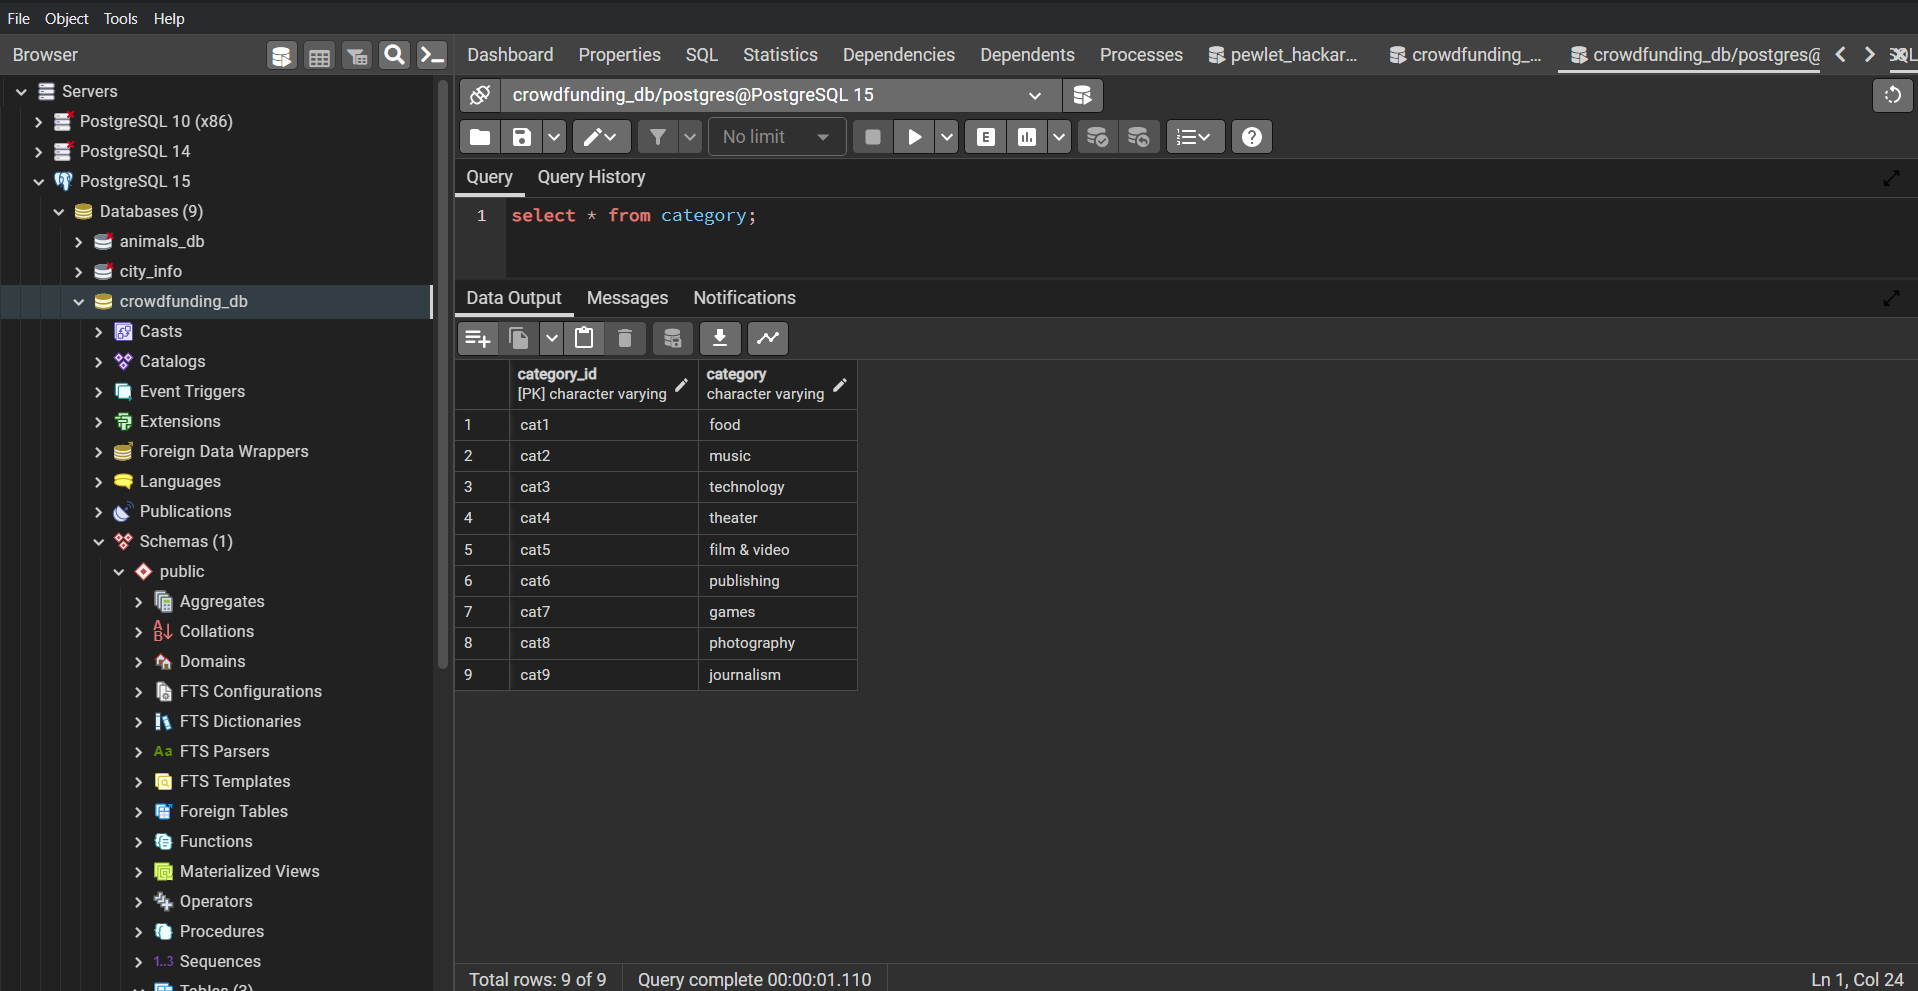 File Object Tools Help
Browser
Dashboard Properties SQL Statistics Dependencies Dependents Processes pewlet_hackar... crowdfunding_... crowdfunding_db/postgres@
Servers
PostgreSQL 10 (x86)
PostgreSQL 14
PostgreSQL 15
Databases (9)
animals_db
city_info
crowdfunding_db
Casts
Catalogs
Event Triggers
Extensions
Foreign Data Wrappers
Languages
Publications
Schemas (1)
public
Aggregates
Collations
Domains
FTS Configurations
FTS Dictionaries
Aa FTS Parsers
FTS Templates
Foreign Tables
Functions
Materialized Views
Operators
Procedures
1..3 Sequences
Tables (3)
crowdfunding_db/postgres@PostgreSQL 15
No limit E
Query Query History
1 select * from category;
Data Output Messages Notifications
category_id category
[PK] character varying character varying
1 cat1 food
2 cat2 music
3 cat3 technology
4 cat4 theater
5 cat5 film & video
6 cat6 publishing
7 cat7 games
8 cat8 photography
9 cat9 journalism
Total rows: 9 of 9 Query complete 00:00:01.110 Ln 1, Col 24